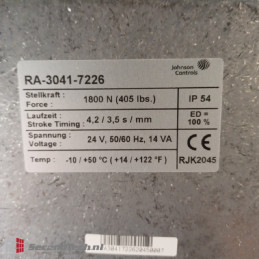 Johnson
Controls
RA-3041-7226
Stellkraft :
Force :
1800 N (405 lbs.)
IP 54
Laufzeit :
Stroke Timing :
4,2 / 3,5 s / mm
ED =
100 %
Spannung :
Voltage :
24 V, 50/60 Hz, 14 VA
CE
Temp : -10 / +50 °C ( +14 / +122 °F )
RJK2045